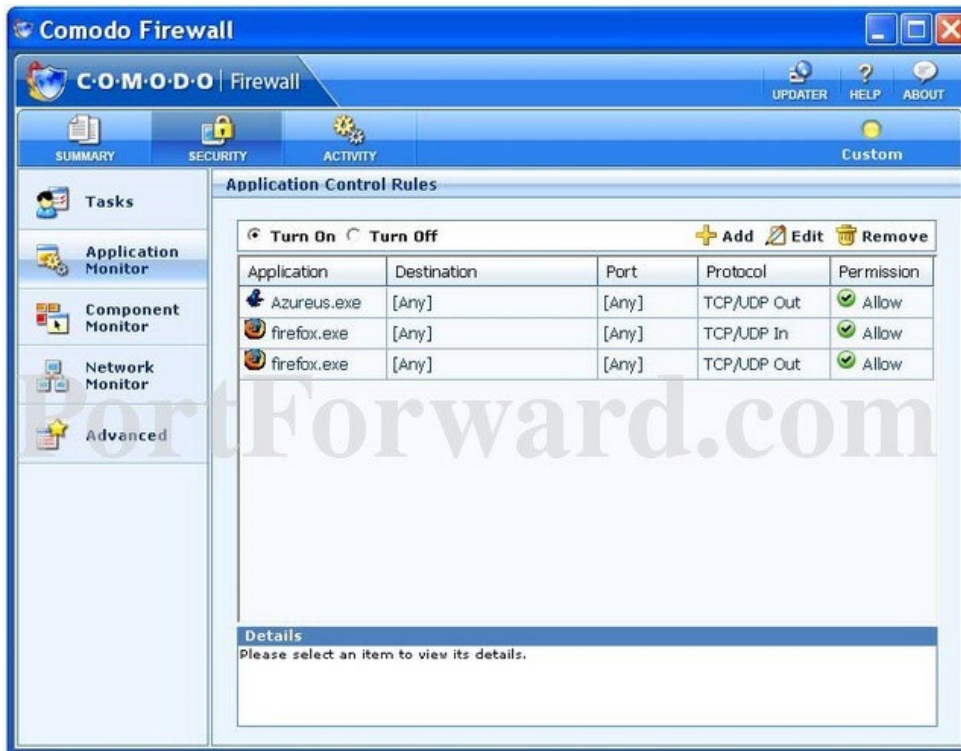 Comodo Firewall
C·O·M·O·D·O | Firewall
UPDATER HELP ABOUT
SUMMARY SECURITY ACTIVITY Custom
Tasks
Application Monitor
Component Monitor
Network Monitor
Advanced
Application Control Rules
Turn On Turn Off Add Edit Remove
Application Destination Port Protocol Permission
Azureus.exe [Any] [Any] TCP/UDP Out Allow
firefox.exe [Any] [Any] TCP/UDP In Allow
firefox.exe [Any] [Any] TCP/UDP Out Allow
PortForward.com
Details
Please select an item to view its details.